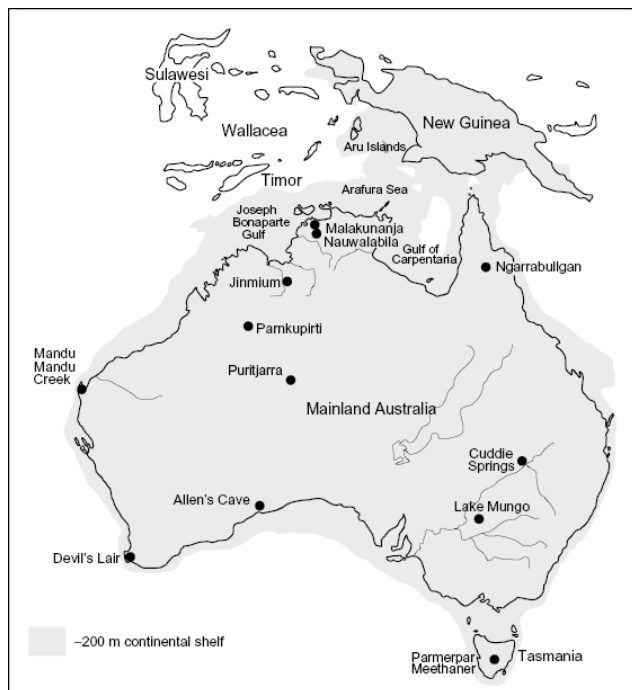 Sulawesi
Wallacea
New Guinea
Aru Islands
Timor
Arafura Sea
Joseph
Bonaparte
Gulf
Malakunanja
Nauwalabila
Gulf of
Carpentaria
Ngarrabullgan
Jinmium
Parnkupirti
Mandu
Mandu
Creek
Puritjarra
Mainland Australia
Cuddie
Springs
Allen's Cave
Lake Mungo
Devil's Lair
–200 m continental shelf
Parmerpar
Meethaner
Tasmania